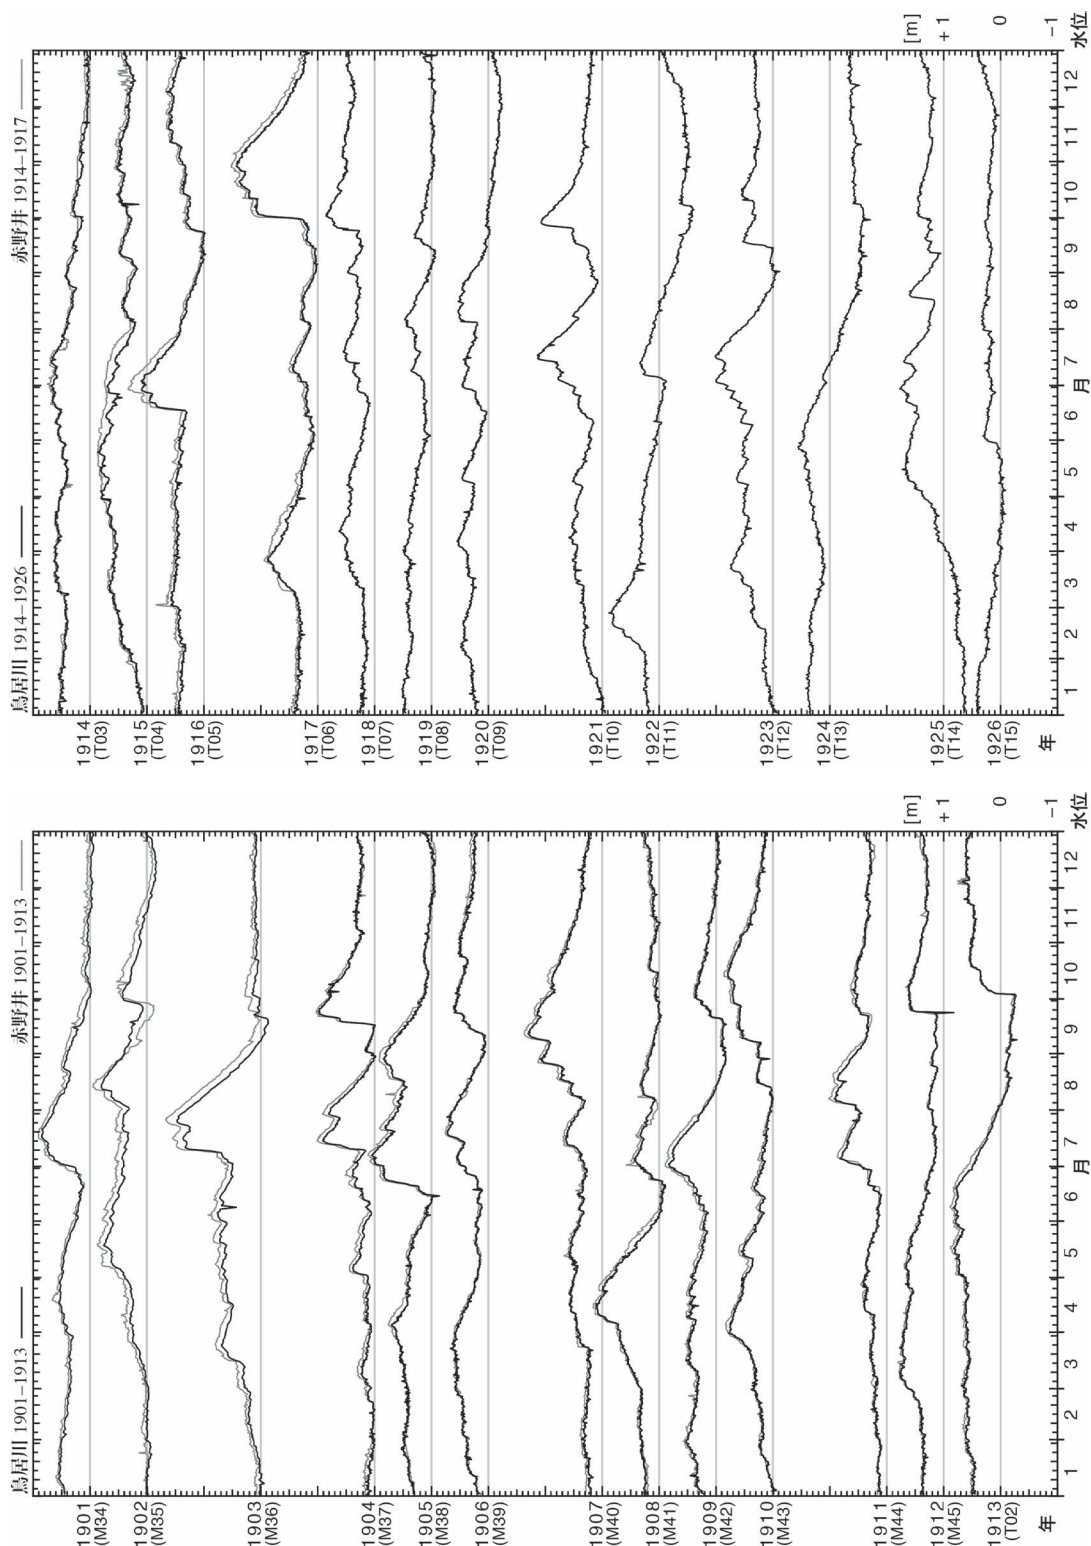 鳥居川 1901–1913
赤野井 1901–1913
1901
(M34)
1902
(M35)
1903
(M36)
1904
(M37)
1905
(M38)
1906
(M39)
1907
(M40)
1908
(M41)
1909
(M42)
1910
(M43)
1911
(M44)
1912
(M45)
1913
(T02)
年
1 2 3 4 5 6 7 8 9 10 11 12
月
[m]
+1
0
−1
水位
鳥居川 1914–1926
赤野井 1914–1917
1914
(T03)
1915
(T04)
1916
(T05)
1917
(T06)
1918
(T07)
1919
(T08)
1920
(T09)
1921
(T10)
1922
(T11)
1923
(T12)
1924
(T13)
1925
(T14)
1926
(T15)
年
1 2 3 4 5 6 7 8 9 10 11 12
月
[m]
+1
0
−1
水位